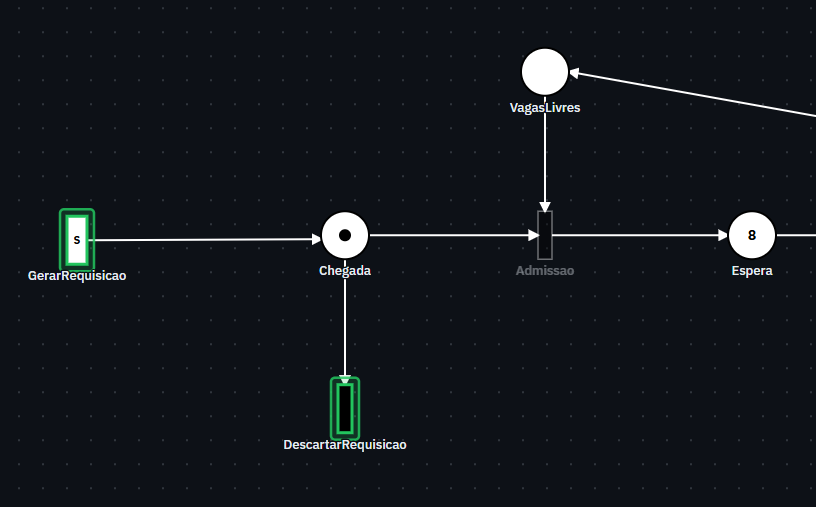 VagasLivres
S
GerarRequisicao
Chegada
Admissao
8
Espera
DescartarRequisicao